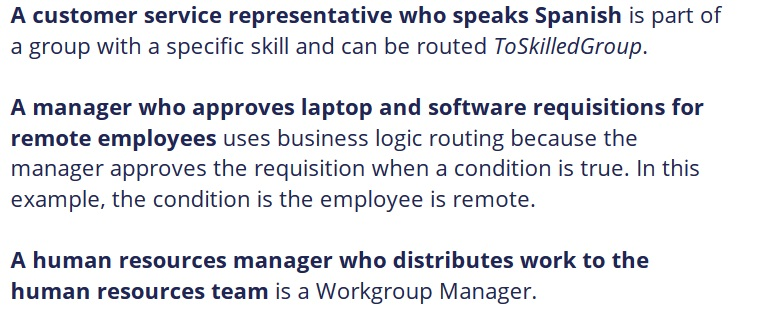 A customer service representative who speaks Spanish is part of
a group with a specific skill and can be routed ToSkilledGroup.
A manager who approves laptop and software requisitions for
remote employees uses business logic routing because the
manager approves the requisition when a condition is true. In this
example, the condition is the employee is remote.
A human resources manager who distributes work to the
human resources team is a Workgroup Manager.